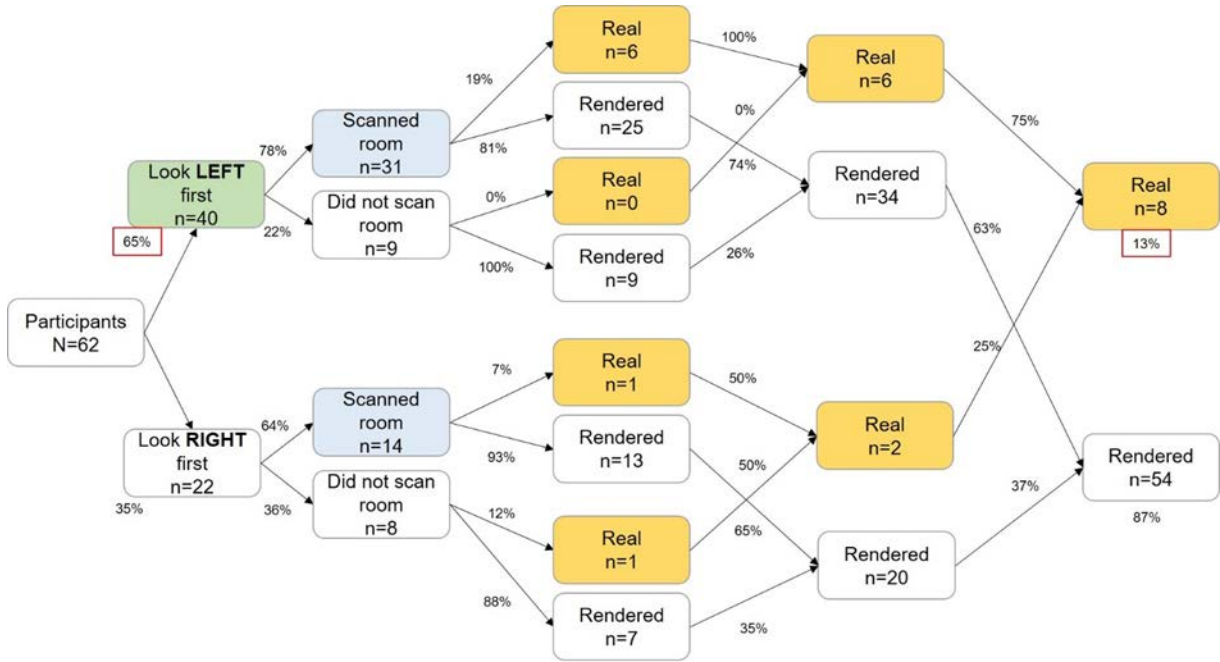 Participants
N=62
Look LEFT
first
n=40
65%
Look RIGHT
first
n=22
35%
78%
22%
64%
36%
Scanned
room
n=31
Did not scan
room
n=9
Scanned
room
n=14
Did not scan
room
n=8
19%
81%
0%
100%
7%
93%
12%
88%
Real
n=6
Rendered
n=25
Real
n=0
Rendered
n=9
Real
n=1
Rendered
n=13
Real
n=1
Rendered
n=7
100%
0%
74%
26%
50%
50%
65%
35%
Real
n=6
Rendered
n=34
Real
n=2
Rendered
n=20
75%
63%
25%
37%
Real
n=8
13%
Rendered
n=54
87%